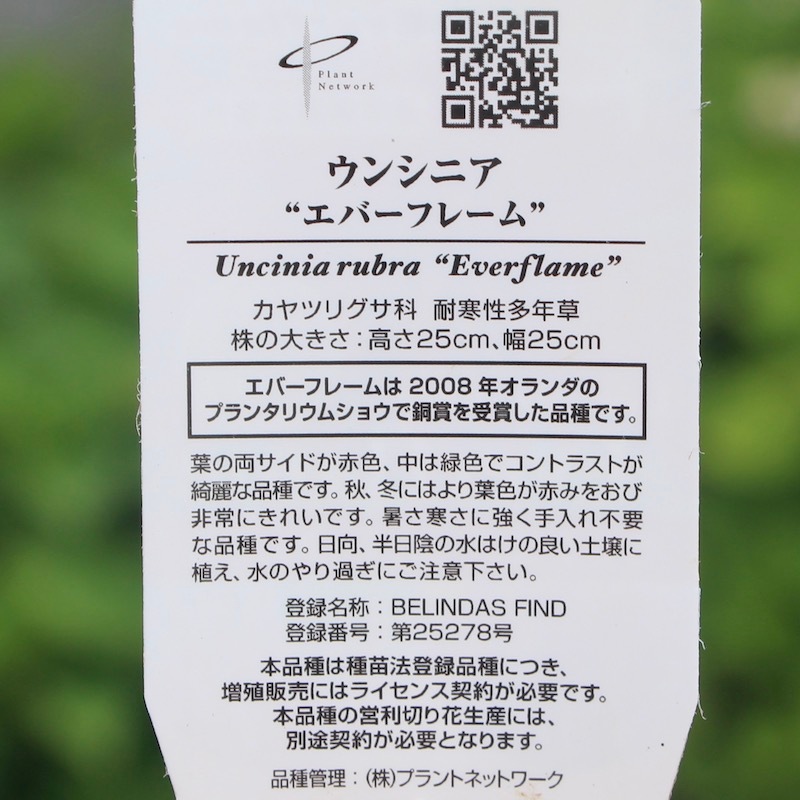 Plant
Network
ウンシニア
“エバーフレーム”
Uncinia rubra “Everflame”
カヤツリグサ科 耐寒性多年草
株の大きさ：高さ25cm、幅25cm
エバーフレームは 2008 年オランダの
プランタリウムショウで銅賞を受賞した品種です。
葉の両サイドが赤色、中は緑色でコントラストが
綺麗な品種です。秋、冬にはより葉色が赤みをおび
非常にきれいです。暑さ寒さに強く手入れ不要
な品種です。日向、半日陰の水はけの良い土壌に
植え、水のやり過ぎにご注意下さい。
登録名称：BELINDAS FIND
登録番号：第25278号
本品種は種苗法登録品種につき、
増殖販売にはライセンス契約が必要です。
本品種の営利切り花生産には、
別途契約が必要となります。
品種管理：(株)プラントネットワーク